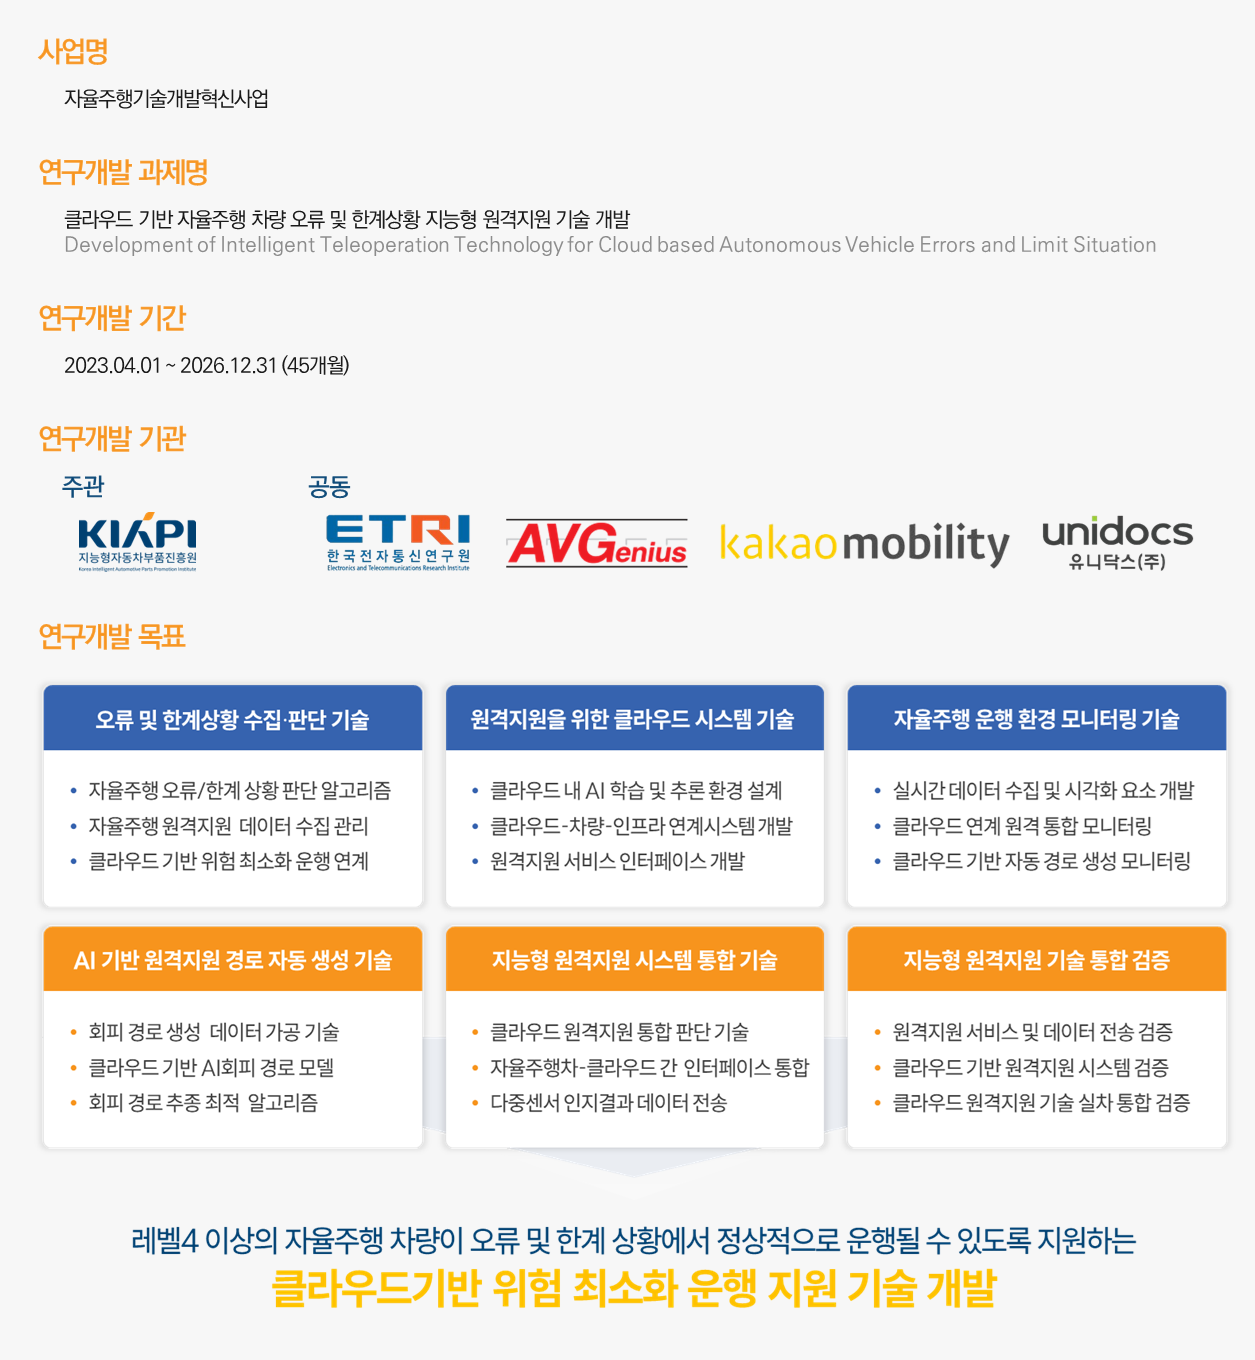 사업명
자율주행기술개발혁신사업
연구개발 과제명
클라우드 기반 자율주행 차량 오류 및 한계상황 지능형 원격지원 기술 개발
Development of Intelligent Teleoperation Technology for Cloud based Autonomous Vehicle Errors and Limit Situation
연구개발 기간
2023.04.01 ~ 2026.12.31 (45개월)
연구개발 기관
주관
KIAPI
지능형자동차부품진흥원
Korea Intelligent Automotive Parts Promotion Institute
공동
ETRI
한국전자통신연구원
Electronics and Telecommunications Research Institute
AVGenius
kakaomobility
unidocs
유니닥스(주)
연구개발 목표
오류 및 한계상황 수집·판단 기술
• 자율주행 오류/한계 상황 판단 알고리즘
• 자율주행 원격지원 데이터 수집 관리
• 클라우드 기반 위험 최소화 운행 연계
원격지원을 위한 클라우드 시스템 기술
• 클라우드 내 AI 학습 및 추론 환경 설계
• 클라우드-차량-인프라 연계시스템 개발
• 원격지원 서비스 인터페이스 개발
자율주행 운행 환경 모니터링 기술
• 실시간 데이터 수집 및 시각화 요소 개발
• 클라우드 연계 원격 통합 모니터링
• 클라우드 기반 자동 경로 생성 모니터링
AI 기반 원격지원 경로 자동 생성 기술
• 회피 경로 생성 데이터 가공 기술
• 클라우드 기반 AI회피 경로 모델
• 회피 경로 추종 최적 알고리즘
지능형 원격지원 시스템 통합 기술
• 클라우드 원격지원 통합 판단 기술
• 자율주행차-클라우드 간 인터페이스 통합
• 다중센서 인지결과 데이터 전송
지능형 원격지원 기술 통합 검증
• 원격지원 서비스 및 데이터 전송 검증
• 클라우드 기반 원격지원 시스템 검증
• 클라우드 원격지원 기술 실차 통합 검증
레벨4 이상의 자율주행 차량이 오류 및 한계 상황에서 정상적으로 운행될 수 있도록 지원하는
클라우드기반 위험 최소화 운행 지원 기술 개발